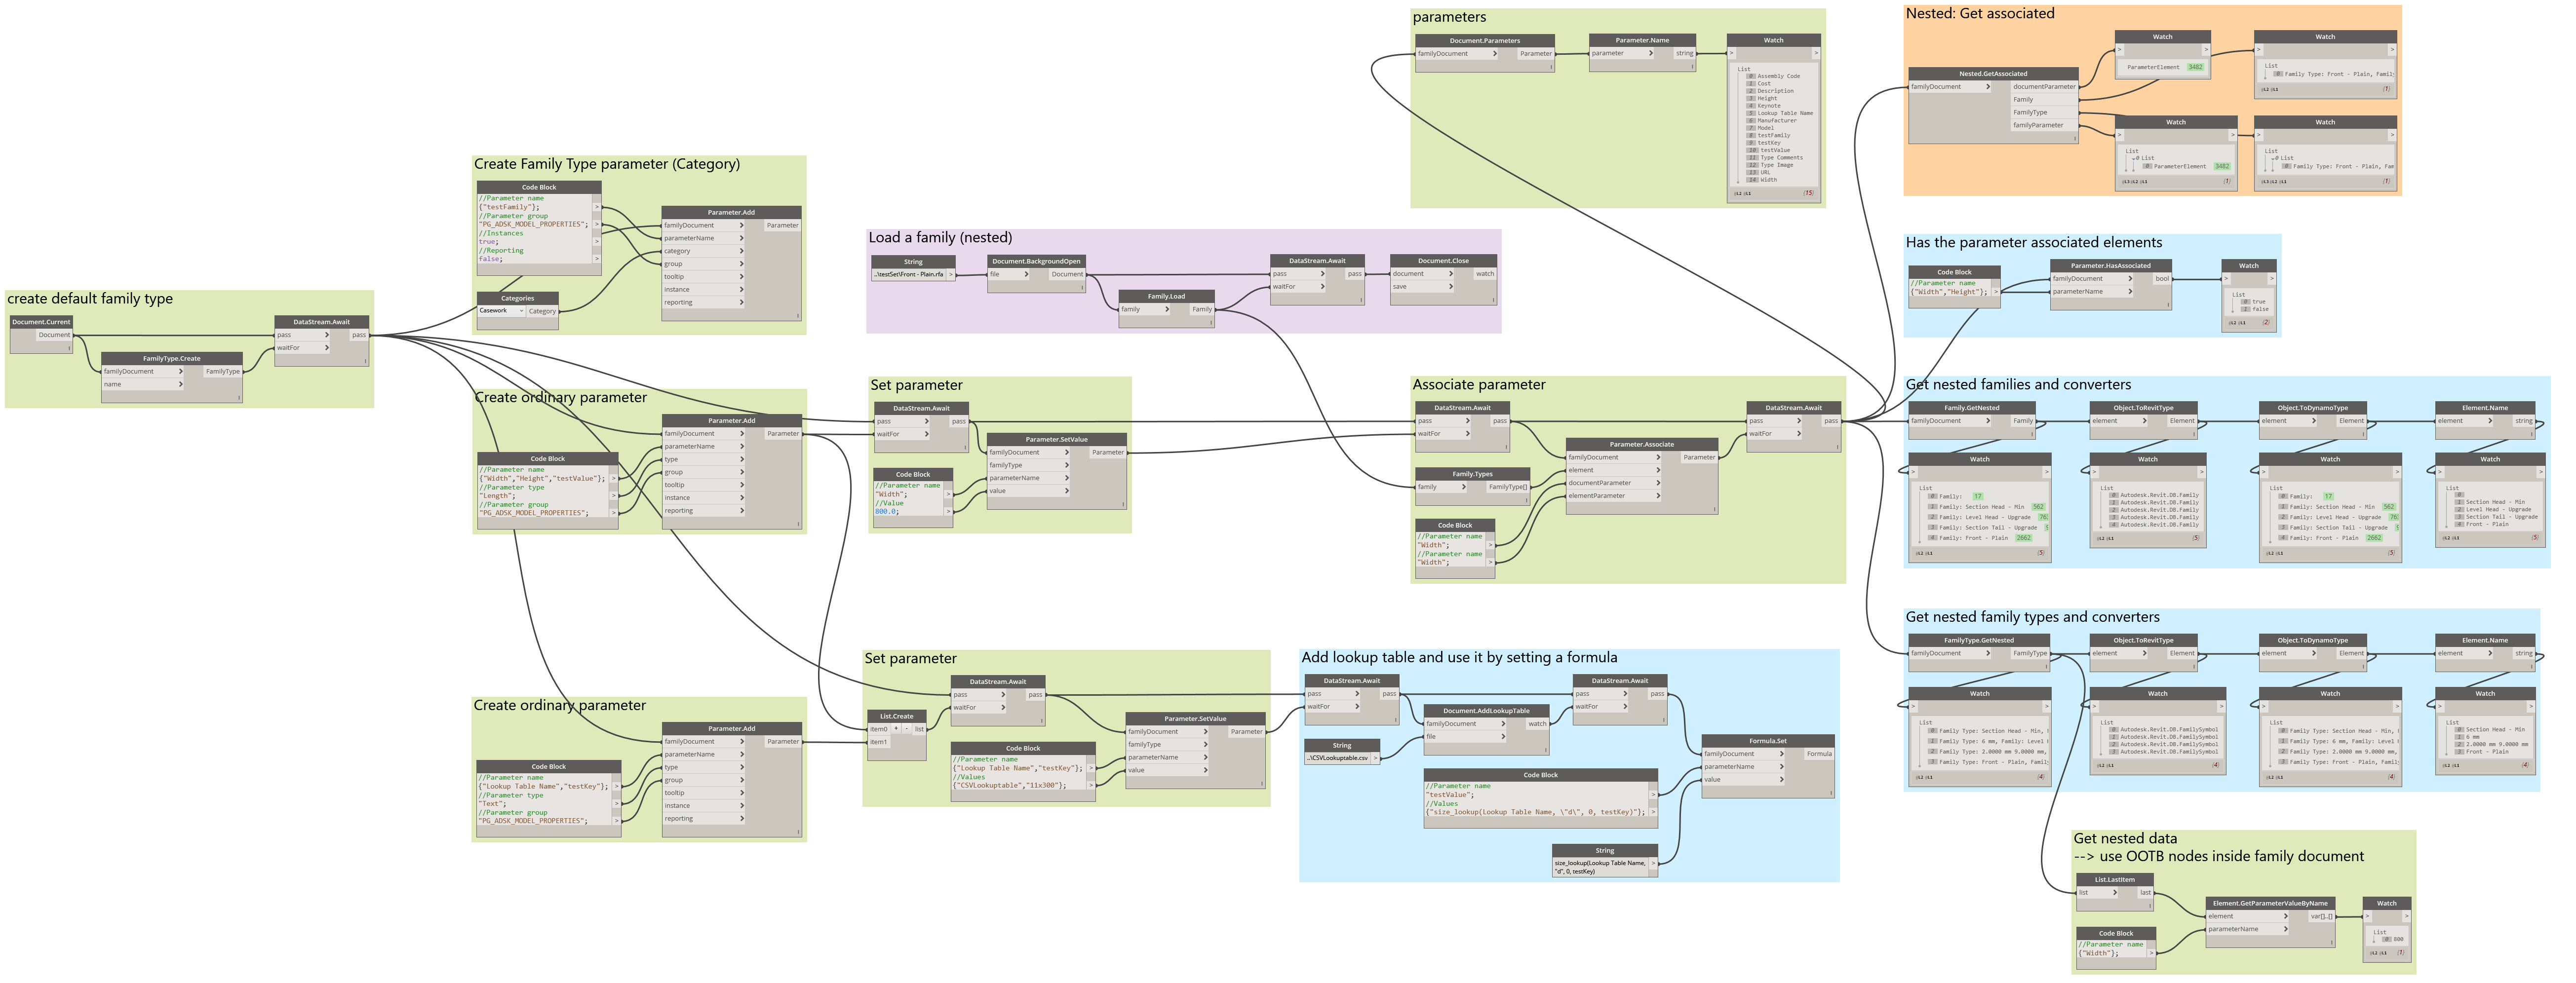 create default family type
Document.Current
Document
FamilyType.Create
familyDocument
FamilyType
name
DataStream.Await
pass
pass
waitFor
Create Family Type parameter (Category)
Code Block
//Parameter name
{"testFamily"};
//Parameter group
"PG_ADSK_MODEL_PROPERTIES";
//Instances
true;
//Reporting
false;
Categories
Casework
Category
Parameter.Add
familyDocument
Parameter
parameterName
category
group
tooltip
instance
reporting
Create ordinary parameter
Code Block
//Parameter name
{"Width","Height","testValue"};
//Parameter type
"Length";
//Parameter group
"PG_ADSK_MODEL_PROPERTIES";
Parameter.Add
familyDocument
Parameter
parameterName
type
group
tooltip
instance
reporting
Create ordinary parameter
Code Block
//Parameter name
{"Lookup Table Name","testKey"};
//Parameter type
"Text";
//Parameter group
"PG_ADSK_MODEL_PROPERTIES";
Parameter.Add
familyDocument
Parameter
parameterName
type
group
tooltip
instance
reporting
Load a family (nested)
String
..\testSet\Front - Plain.rfa >
Document.BackgroundOpen
file
Document
Family.Load
family
Family
DataStream.Await
pass
pass
waitFor
Document.Close
document
watch
save
Set parameter
DataStream.Await
pass
pass
waitFor
Code Block
//Parameter name
"Width";
//Value
800.0;
Parameter.SetValue
familyDocument
Parameter
familyType
parameterName
value
Set parameter
List.Create
item0 + - list
item1
DataStream.Await
pass
pass
waitFor
Code Block
//Parameter name
{"Lookup Table Name","testKey"};
//Values
{"CSVLookuptable","11x300"};
Parameter.SetValue
familyDocument
Parameter
familyType
parameterName
value
parameters
Document.Parameters
familyDocument
Parameter
Parameter.Name
parameter
string
Watch
List
0 Assembly Code
1 Cost
2 Description
3 Height
4 Keynote
5 Lookup Table Name
6 Manufacturer
7 Model
8 testFamily
9 testKey
10 testValue
11 Type Comments
12 Type Image
13 URL
14 Width
@L2 @L1 {15}
Associate parameter
DataStream.Await
pass
pass
waitFor
Family.Types
family
FamilyType[]
Code Block
//Parameter name
"Width";
//Parameter name
"Width";
Parameter.Associate
familyDocument
Parameter
element
documentParameter
elementParameter
DataStream.Await
pass
pass
waitFor
Add lookup table and use it by setting a formula
DataStream.Await
pass
pass
waitFor
String
..\CSVLookuptable.csv >
Document.AddLookupTable
familyDocument
watch
file
DataStream.Await
pass
pass
waitFor
Code Block
//Parameter name
"testValue";
//Values
{"size_lookup(Lookup Table Name, \"d\", 0, testKey)"};
String
size_lookup(Lookup Table Name,
"d", 0, testKey)
Formula.Set
familyDocument
Formula
parameterName
value
Nested: Get associated
Nested.GetAssociated
familyDocument
documentParameter
Family
FamilyType
familyParameter
Watch
ParameterElement 3482
Watch
List
0 Family Type: Front - Plain, Family
@L2 @L1 {1}
Watch
List
0 List
0 ParameterElement 3482
@L3 @L2 @L1 {1}
Watch
List
0 List
0 Family Type: Front - Plain, Fam
@L3 @L2 @L1 {1}
Has the parameter associated elements
Code Block
//Parameter name
{"Width","Height"};
Parameter.HasAssociated
familyDocument
bool
parameterName
Watch
List
0 true
1 false
@L2 @L1 {2}
Get nested families and converters
Family.GetNested
familyDocument
Family
Object.ToRevitType
element
Element
Object.ToDynamoType
element
Element
Element.Name
element
string
Watch
List
0 Family: 17
1 Family: Section Head - Min 562
2 Family: Level Head - Upgrade 76
3 Family: Section Tail - Upgrade
4 Family: Front - Plain 2662
@L2 @L1 {5}
Watch
List
0 Autodesk.Revit.DB.Family
1 Autodesk.Revit.DB.Family
2 Autodesk.Revit.DB.Family
3 Autodesk.Revit.DB.Family
4 Autodesk.Revit.DB.Family
@L2 @L1 {5}
Watch
List
0 Family: 17
1 Family: Section Head - Min 562
2 Family: Level Head - Upgrade 76
3 Family: Section Tail - Upgrade
4 Family: Front - Plain 2662
@L2 @L1 {5}
Watch
List
0
1 Section Head - Min
2 Level Head - Upgrade
3 Section Tail - Upgrade
4 Front - Plain
@L2 @L1 {5}
Get nested family types and converters
FamilyType.GetNested
familyDocument
FamilyType
Object.ToRevitType
element
Element
Object.ToDynamoType
element
Element
Element.Name
element
string
Watch
List
0 Family Type: Section Head - Min,
1 Family Type: 6 mm, Family: Level
2 Family Type: 2.0000 mm 9.0000 mm,
3 Family Type: Front - Plain, Family
@L2 @L1 {4}
Watch
List
0 Autodesk.Revit.DB.FamilySymbol
1 Autodesk.Revit.DB.FamilySymbol
2 Autodesk.Revit.DB.FamilySymbol
3 Autodesk.Revit.DB.FamilySymbol
@L2 @L1 {4}
Watch
List
0 Family Type: Section Head - Min,
1 Family Type: 6 mm, Family: Level
2 Family Type: 2.0000 mm 9.0000 mm,
3 Family Type: Front - Plain, Family
@L2 @L1 {4}
Watch
List
0 Section Head - Min
1 6 mm
2 2.0000 mm 9.0000 mm
3 Front - Plain
@L2 @L1 {4}
Get nested data
--> use OOTB nodes inside family document
List.LastItem
list
last
Code Block
//Parameter name
{"Width"};
Element.GetParameterValueByName
element
var[]..[]
parameterName
Watch
List
0 800
@L2 @L1 {1}